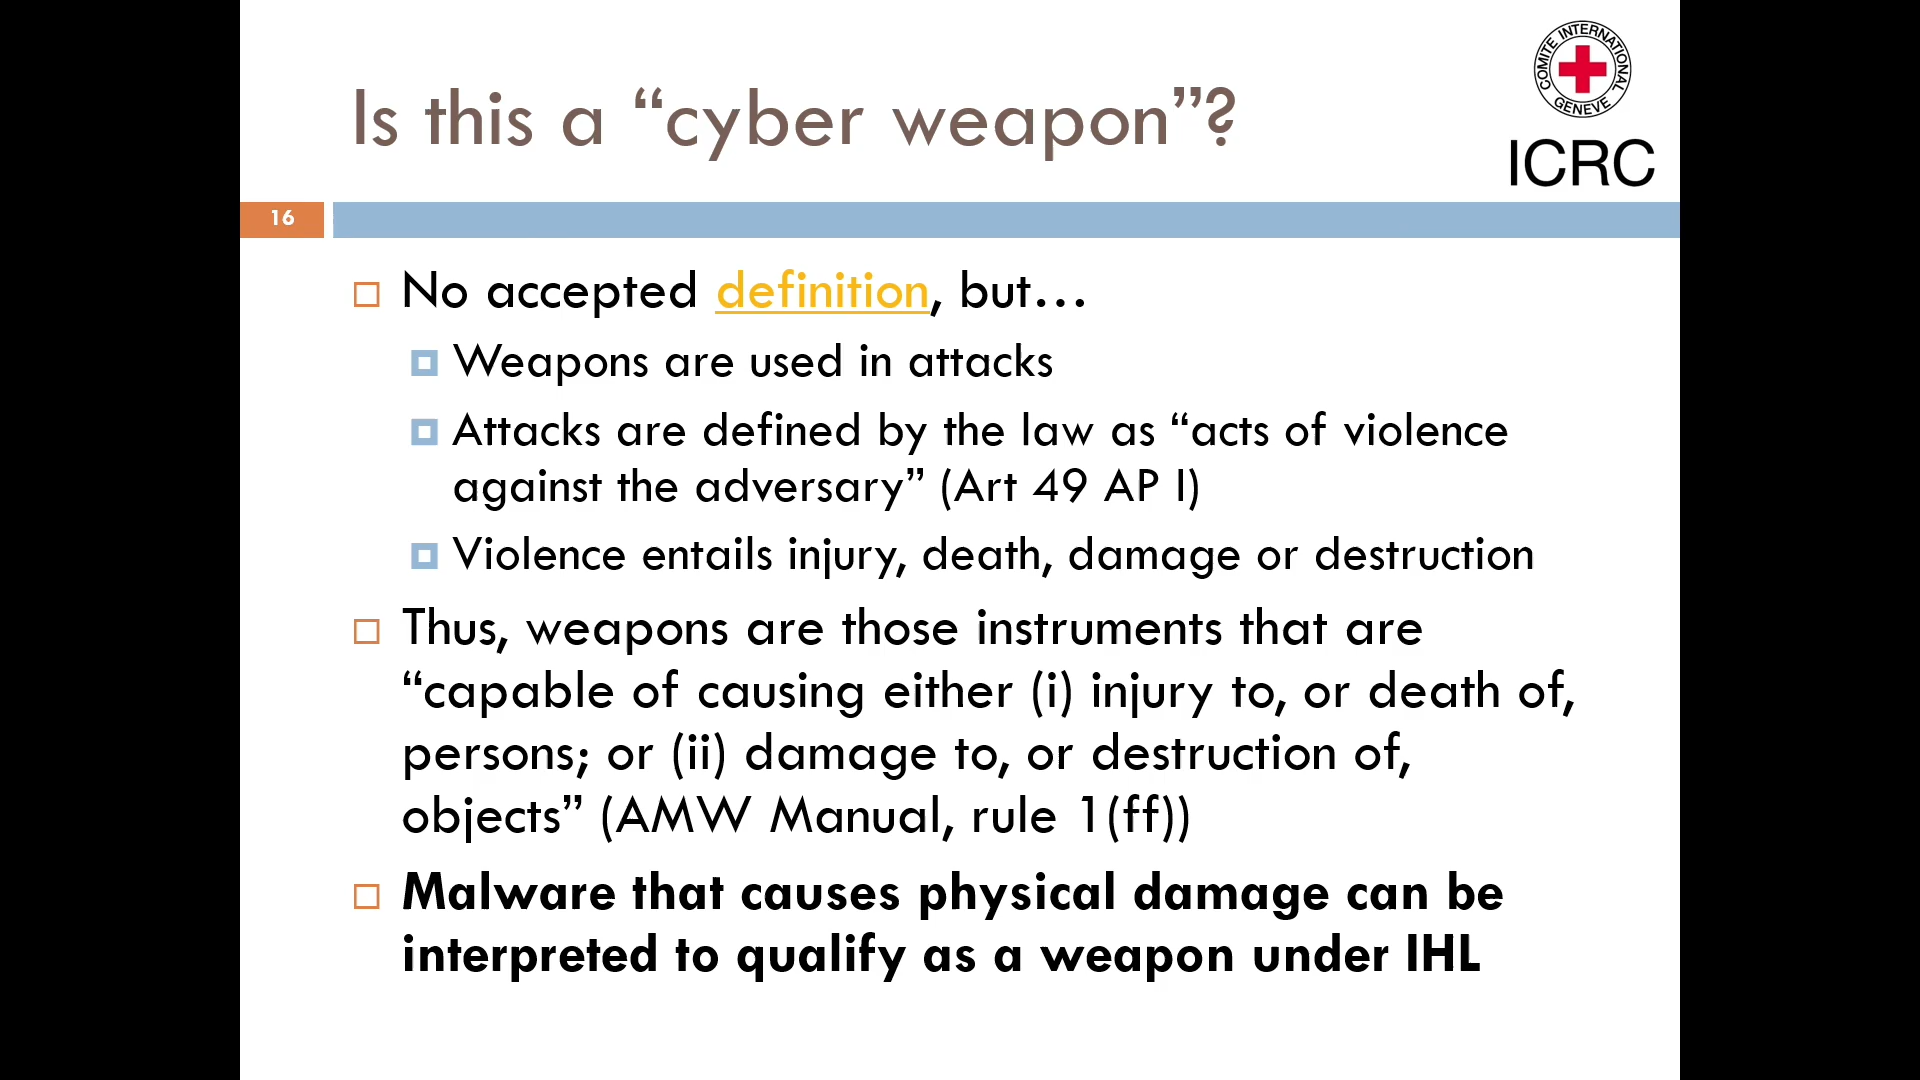 Is this a “cyber weapon”?
COMITE INTERNATIONAL
GENEVE
ICRC
16
No accepted definition, but…
Weapons are used in attacks
Attacks are defined by the law as “acts of violence
against the adversary” (Art 49 AP I)
Violence entails injury, death, damage or destruction
Thus, weapons are those instruments that are
“capable of causing either (i) injury to, or death of,
persons; or (ii) damage to, or destruction of,
objects” (AMW Manual, rule 1(ff))
Malware that causes physical damage can be
interpreted to qualify as a weapon under IHL